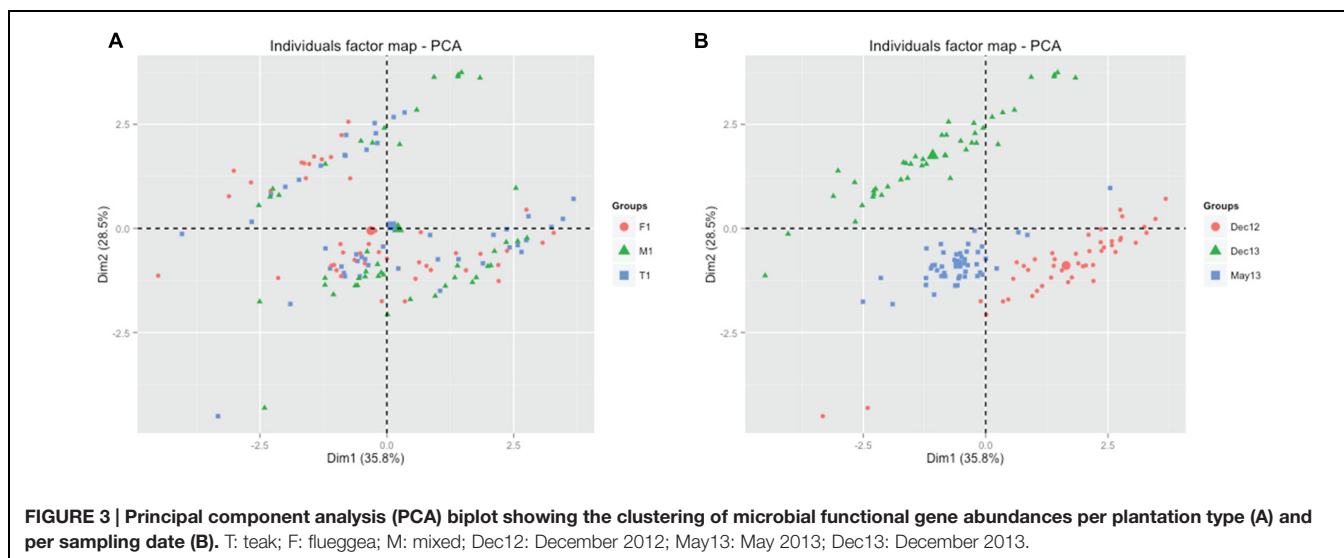 A
Individuals factor map - PCA
2.5
0.0
-2.5
Dim2 (28.5%)
-2.5
0.0
2.5
Dim1 (35.8%)
Groups
F1
M1
T1
B
Individuals factor map - PCA
2.5
0.0
-2.5
Dim2 (28.5%)
-2.5
0.0
2.5
Dim1 (35.8%)
Groups
Dec12
Dec13
May13
FIGURE 3 | Principal component analysis (PCA) biplot showing the clustering of microbial functional gene abundances per plantation type (A) and
per sampling date (B). T: teak; F: flueggea; M: mixed; Dec12: December 2012; May13: May 2013; Dec13: December 2013.